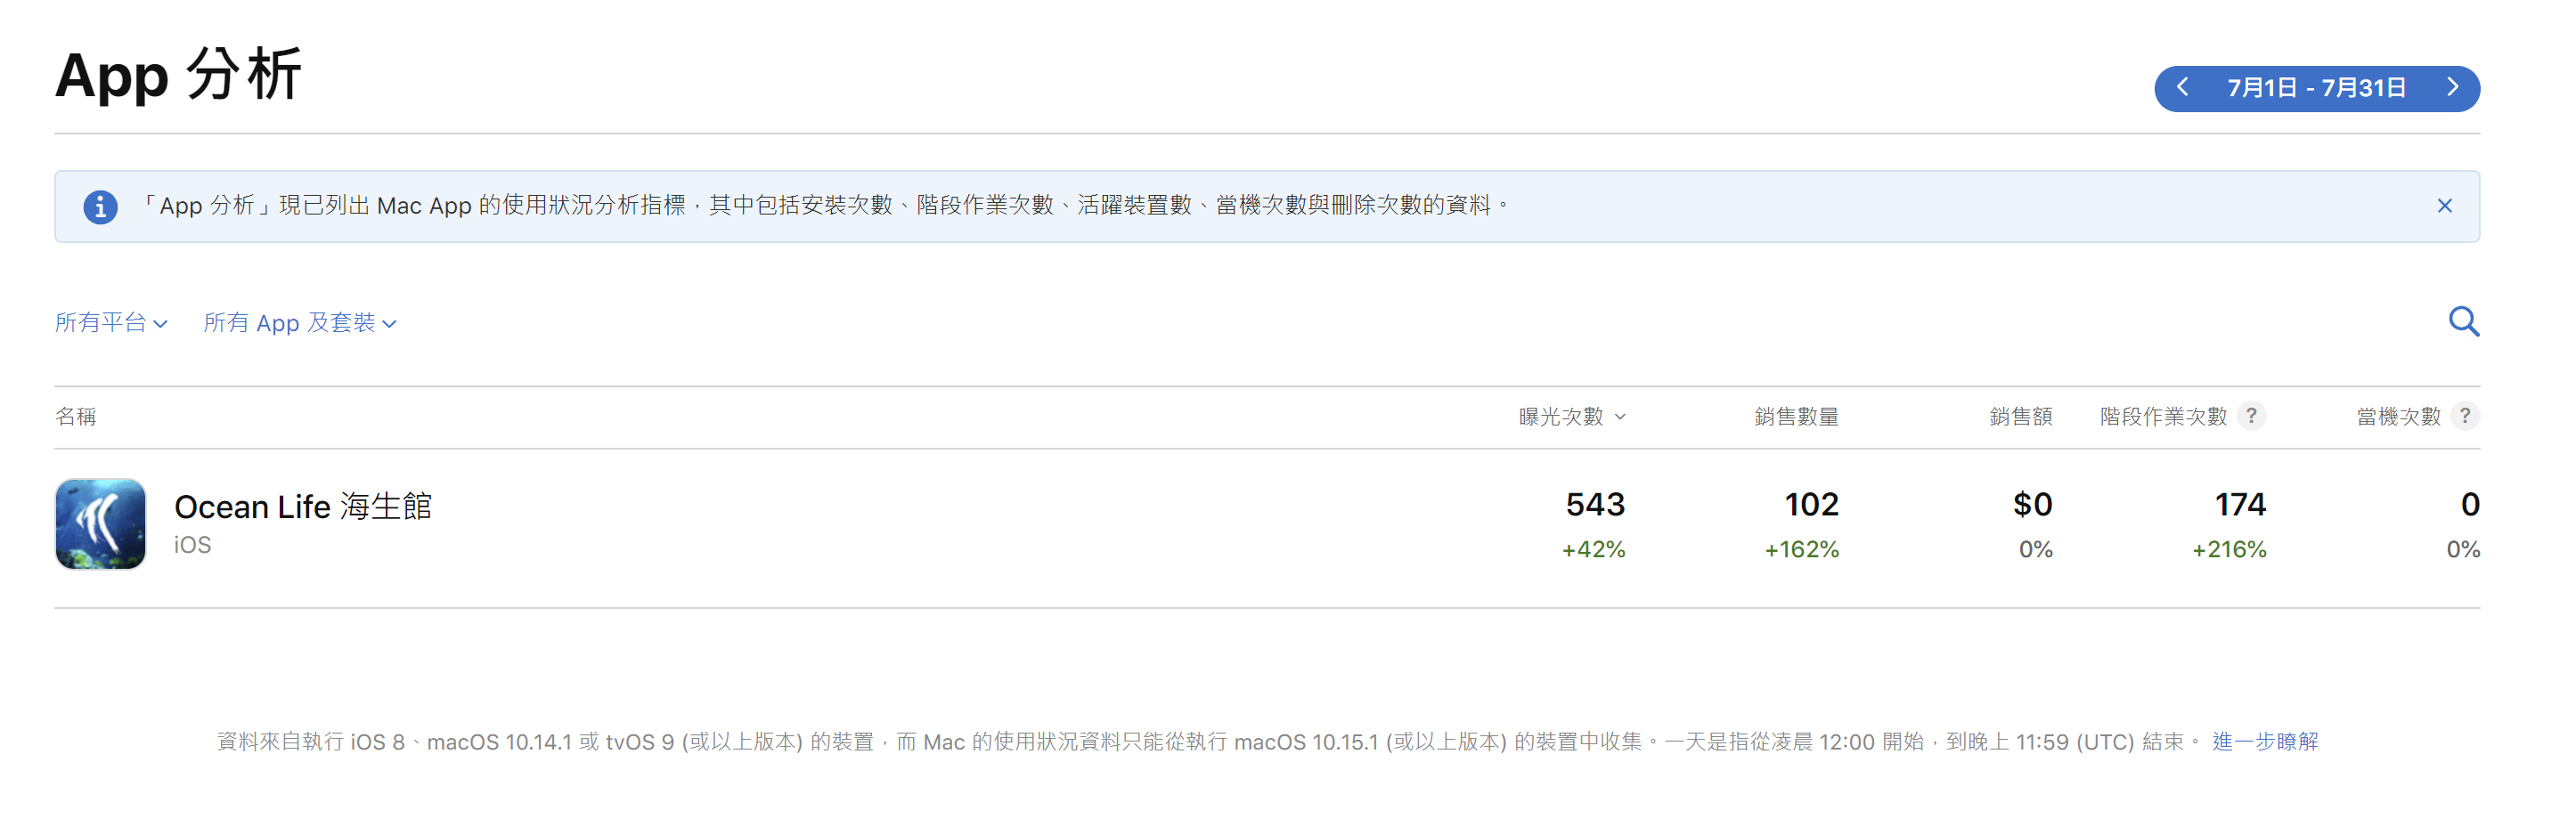 App 分析
7月1日 - 7月31日
「App 分析」現已列出 Mac App 的使用狀況分析指標，其中包括安裝次數、階段作業次數、活躍裝置數、當機次數與刪除次數的資料。
所有平台 所有 App 及套裝
名稱 曝光次數 銷售數量 銷售額 階段作業次數 ? 當機次數 ?
Ocean Life 海生館 543 102 $0 174 0
iOS +42% +162% 0% +216% 0%
資料來自執行 iOS 8、macOS 10.14.1 或 tvOS 9 (或以上版本) 的裝置，而 Mac 的使用狀況資料只能從執行 macOS 10.15.1 (或以上版本) 的裝置中收集。一天是指從凌晨 12:00 開始，到晚上 11:59 (UTC) 結束。 進一步瞭解